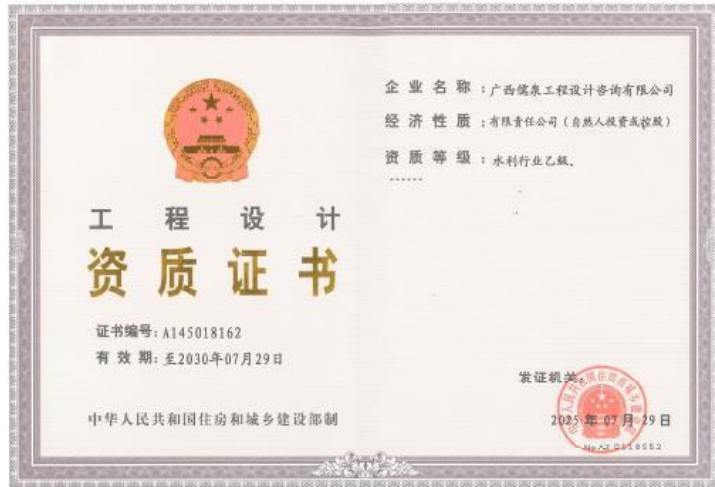 工程设计
资质证书
证书编号：A145018162
有效期：至2030年07月29日
中华人民共和国住房和城乡建设部制
企业名称：广西儒泉工程设计咨询有限公司
经济性质：有限责任公司（自然人投资或控股）
资质等级：水利行业乙级。
------
发证机关：
2025年07月29日